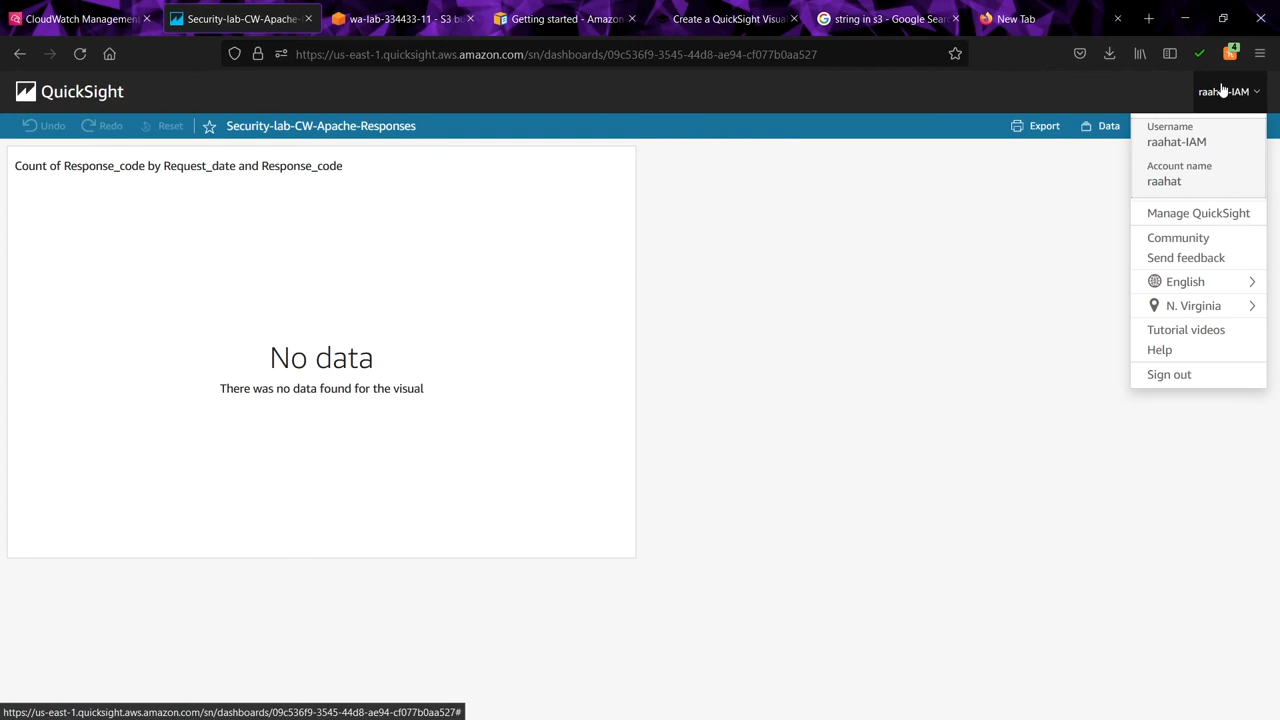 CloudWatch Management
Security-lab-CW-Apache-
wa-lab-334433-11 - S3 bu
Getting started - Amazon
Create a QuickSight Visual
string in s3 - Google Searc
New Tab
https://us-east-1.quicksight.aws.amazon.com/sn/dashboards/09c536f9-3545-44d8-ae94-cf077b0aa527
4
QuickSight
raahat-IAM
Undo
Redo
Reset
Security-lab-CW-Apache-Responses
Export
Data
Username
raahat-IAM
Account name
raahat
Manage QuickSight
Community
Send feedback
English
N. Virginia
Tutorial videos
Help
Sign out
Count of Response_code by Request_date and Response_code
No data
There was no data found for the visual
https://us-east-1.quicksight.aws.amazon.com/sn/dashboards/09c536f9-3545-44d8-ae94-cf077b0aa527#